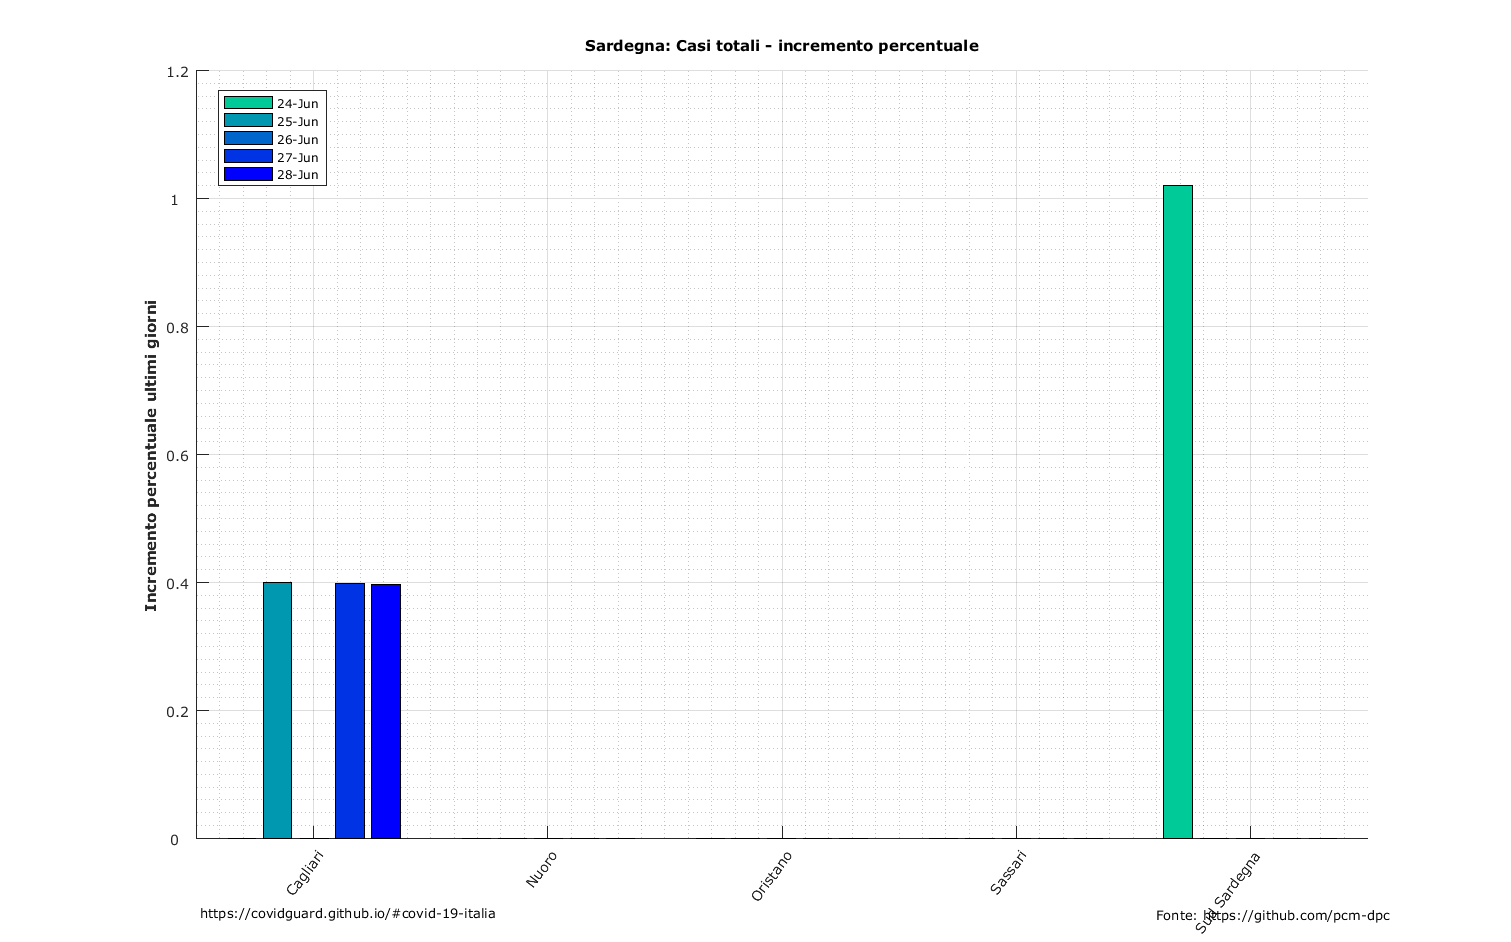 Sardegna: Casi totali - incremento percentuale
24-Jun
25-Jun
26-Jun
27-Jun
28-Jun
Incremento percentuale ultimi giorni
1.2
1
0.8
0.6
0.4
0.2
0
Cagliari
Nuoro
Oristano
Sassari
Sud Sardegna
https://covidguard.github.io/#covid-19-italia
Fonte: https://github.com/pcm-dpc